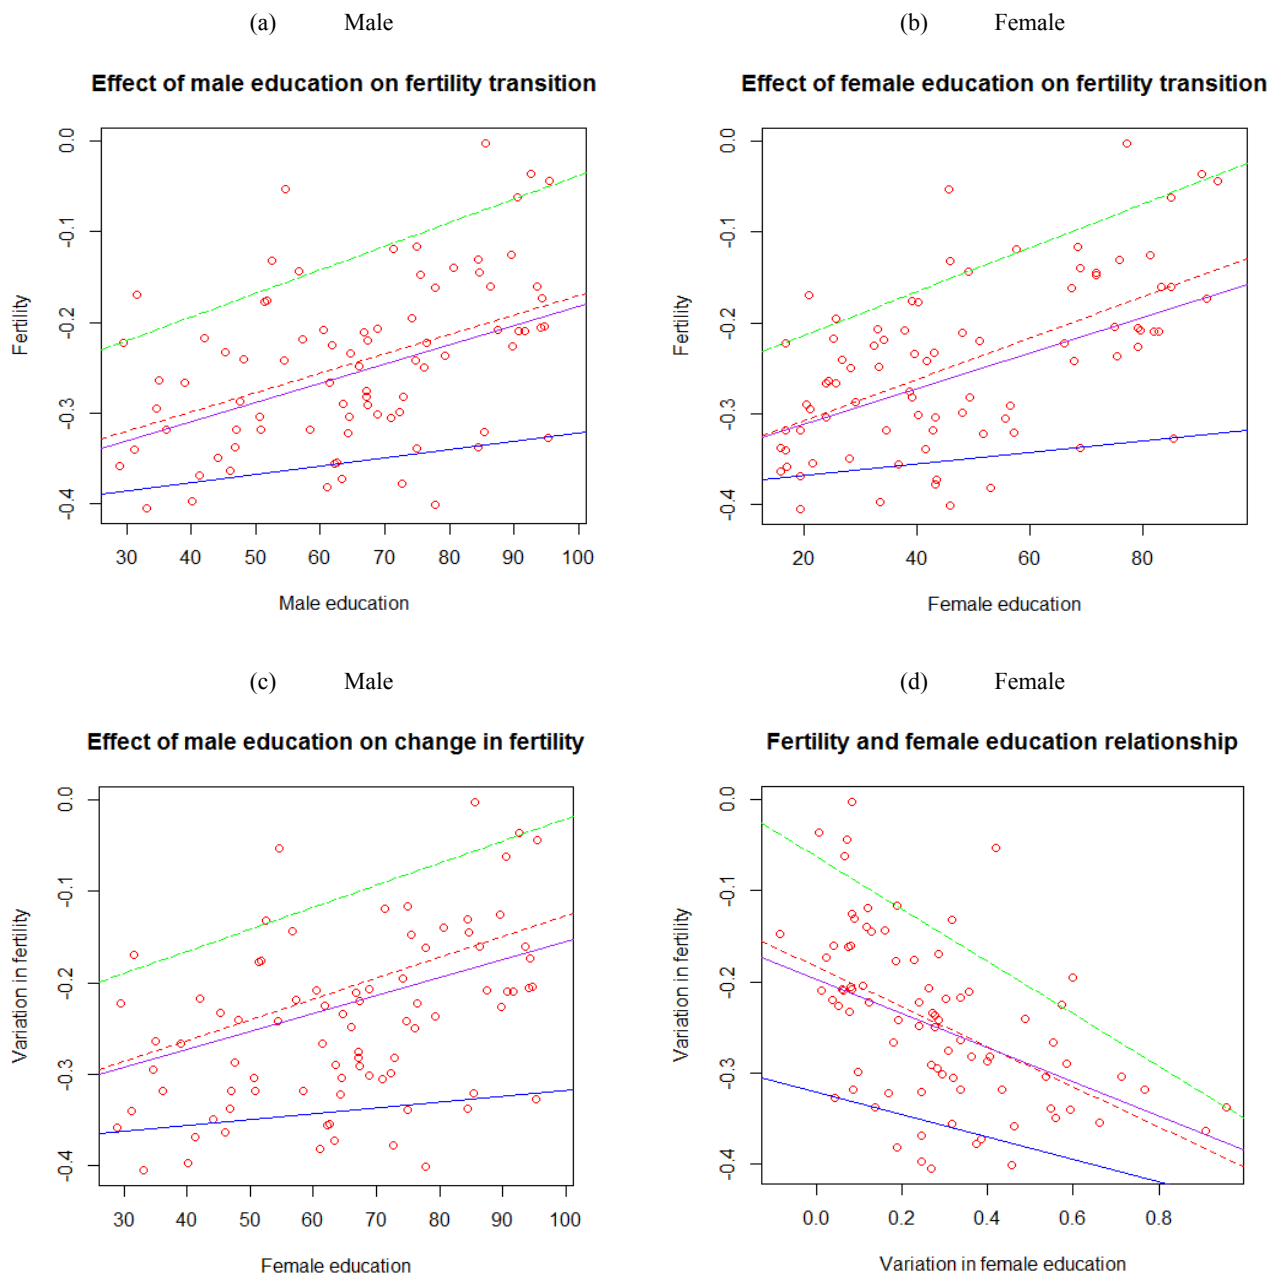 (a) Male
(b) Female
Effect of male education on fertility transition
Effect of female education on fertility transition
Fertility
0.0
-0.1
-0.2
-0.3
-0.4
30 40 50 60 70 80 90 100
Male education
Fertility
0.0
-0.1
-0.2
-0.3
-0.4
20 40 60 80
Female education
(c) Male
(d) Female
Effect of male education on change in fertility
Fertility and female education relationship
Variation in fertility
0.0
-0.1
-0.2
-0.3
-0.4
30 40 50 60 70 80 90 100
Female education
Variation in fertility
0.0
-0.1
-0.2
-0.3
-0.4
0.0 0.2 0.4 0.6 0.8
Variation in female education